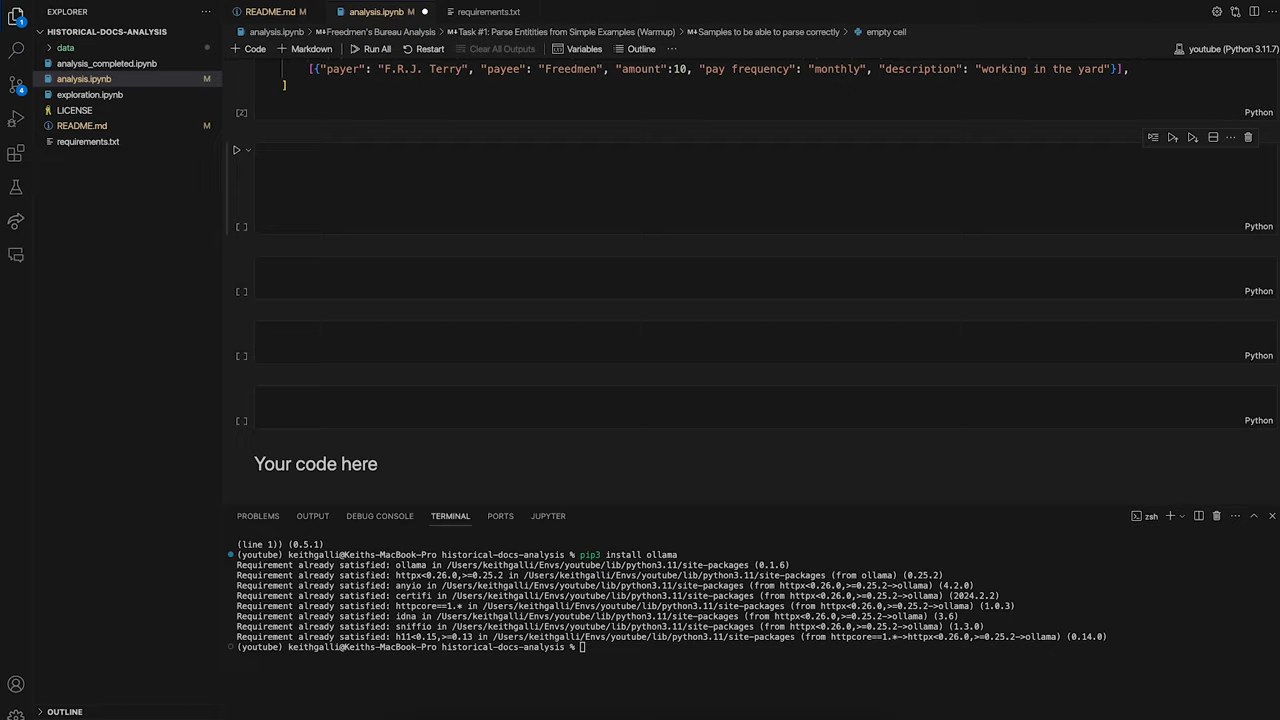 EXPLORER
HISTORICAL-DOCS-ANALYSIS
data
analysis_completed.ipynb
analysis.ipynb M
exploration.ipynb
LICENSE
README.md M
requirements.txt
OUTLINE
4
README.md M
analysis.ipynb M
requirements.txt
analysis.ipynb > Freedmen's Bureau Analysis > Task #1: Parse Entitities from Simple Examples (Warmup) > Samples to be able to parse correctly > empty cell
+ Code + Markdown Run All Restart Clear All Outputs Variables Outline ... youtube (Python 3.11.7)
[{"payer": "F.R.J. Terry", "payee": "Freedmen", "amount":10, "pay frequency": "monthly", "description": "working in the yard"}],
]
[2] Python
[ ] Python
[ ] Python
[ ] Python
[ ] Python
Your code here
PROBLEMS OUTPUT DEBUG CONSOLE TERMINAL PORTS JUPYTER zsh
(line 1)) (0.5.1)
(youtube) keithgalli@Keiths-MacBook-Pro historical-docs-analysis % pip3 install ollama
Requirement already satisfied: ollama in /Users/keithgalli/Envs/youtube/lib/python3.11/site-packages (0.1.6)
Requirement already satisfied: httpx<0.26.0,>=0.25.2 in /Users/keithgalli/Envs/youtube/lib/python3.11/site-packages (from ollama) (0.25.2)
Requirement already satisfied: anyio in /Users/keithgalli/Envs/youtube/lib/python3.11/site-packages (from httpx<0.26.0,>=0.25.2->ollama) (4.2.0)
Requirement already satisfied: certifi in /Users/keithgalli/Envs/youtube/lib/python3.11/site-packages (from httpx<0.26.0,>=0.25.2->ollama) (2024.2.2)
Requirement already satisfied: httpcore==1.* in /Users/keithgalli/Envs/youtube/lib/python3.11/site-packages (from httpx<0.26.0,>=0.25.2->ollama) (1.0.3)
Requirement already satisfied: idna in /Users/keithgalli/Envs/youtube/lib/python3.11/site-packages (from httpx<0.26.0,>=0.25.2->ollama) (3.6)
Requirement already satisfied: sniffio in /Users/keithgalli/Envs/youtube/lib/python3.11/site-packages (from httpx<0.26.0,>=0.25.2->ollama) (1.3.0)
Requirement already satisfied: h11<0.15,>=0.13 in /Users/keithgalli/Envs/youtube/lib/python3.11/site-packages (from httpcore==1.*->httpx<0.26.0,>=0.25.2->ollama) (0.14.0)
(youtube) keithgalli@Keiths-MacBook-Pro historical-docs-analysis %